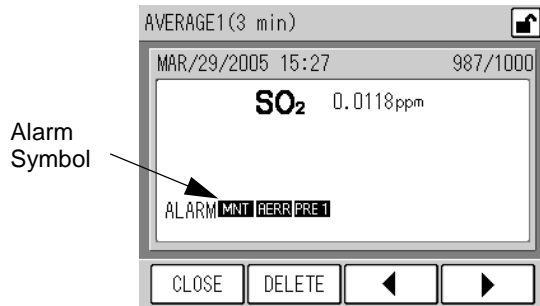 AVERAGE1(3 min)
MAR/29/2005 15:27 987/1000
SO₂ 0.0118ppm
Alarm
Symbol
ALARM MNT AERR PRE 1
CLOSE DELETE